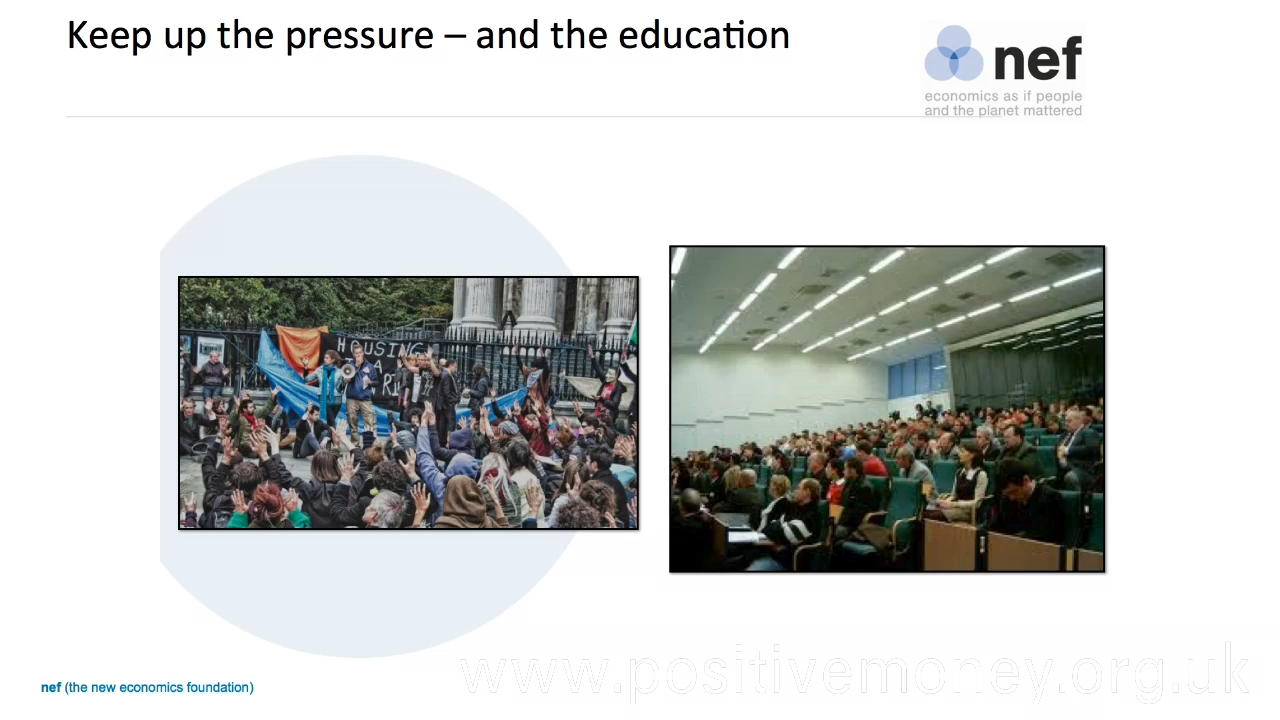 Keep up the pressure – and the education
nef
economics as if people
and the planet mattered
HOUSING
A
www.positivemoney.org.uk
nef (the new economics foundation)